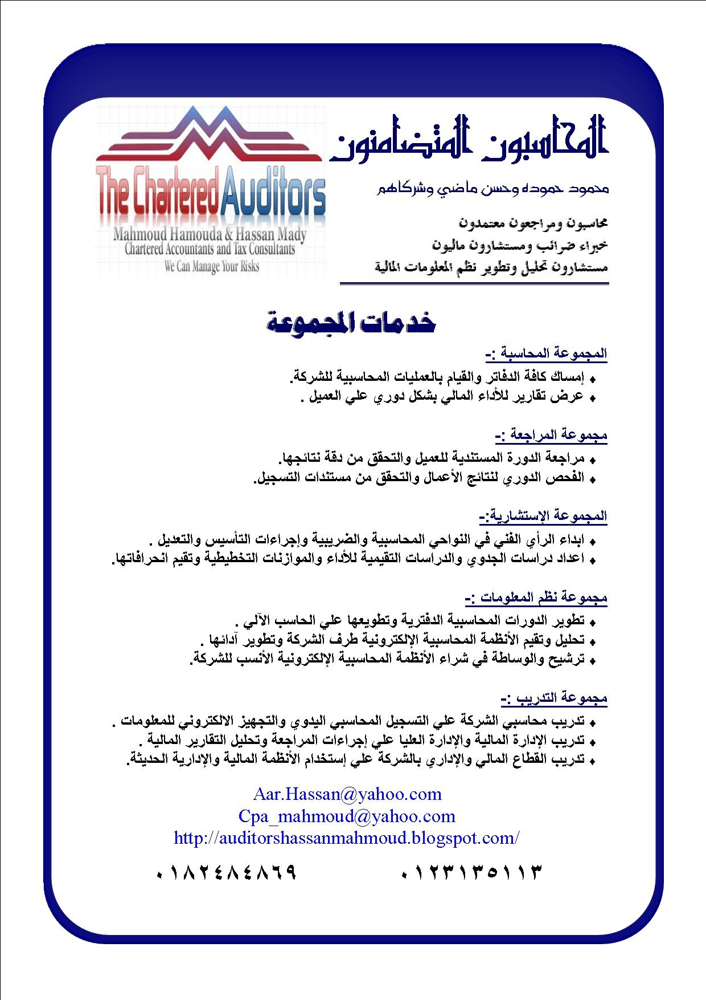 المحاسبون المتضامنون
محمود حموده وحسن ماضي وشركاهم
محاسبون ومراجعون معتمدون
خبراء ضرائب ومستشارون ماليون
مستشارون تحليل وتطوير نظم المعلومات المالية
The Chartered Auditors
Mahmoud Hamouda & Hassan Mady
Chartered Accountants and Tax Consultants
We Can Manage Your Risks
خدمات المجموعة
المجموعة المحاسبة :-
♦ إمساك كافة الدفاتر والقيام بالعمليات المحاسبية للشركة.
♦ عرض تقارير للأداء المالي بشكل دوري علي العميل .
مجموعة المراجعة :-
♦ مراجعة الدورة المستندية للعميل والتحقق من دقة نتائجها.
♦ الفحص الدوري لنتائج الأعمال والتحقق من مستندات التسجيل.
المجموعة الإستشارية:-
♦ ابداء الرأي الفني في النواحي المحاسبية والضريبية وإجراءات التأسيس والتعديل .
♦ اعداد دراسات الجدوي والدراسات التقيمية للأداء والموازنات التخطيطية وتقيم انحرافاتها.
مجموعة نظم المعلومات :-
♦ تطوير الدورات المحاسبية الدفترية وتطويعها علي الحاسب الآلي .
♦ تحليل وتقيم الأنظمة المحاسبية الإلكترونية طرف الشركة وتطوير آدائها .
♦ ترشيح والوساطة في شراء الأنظمة المحاسبية الإلكترونية الأنسب للشركة.
مجموعة التدريب :-
♦ تدريب محاسبي الشركة علي التسجيل المحاسبي اليدوي والتجهيز الالكتروني للمعلومات .
♦ تدريب الإدارة المالية والإدارة العليا علي إجراءات المراجعة وتحليل التقارير المالية .
♦ تدريب القطاع المالي والإداري بالشركة علي إستخدام الأنظمة المالية والإدارية الحديثة.
Aar.Hassan@yahoo.com
Cpa_mahmoud@yahoo.com
http://auditorshassanmahmoud.blogspot.com/
٠١٨٢٤٨٤٨٦٩ ٠١٢٣١٣٥١١٣